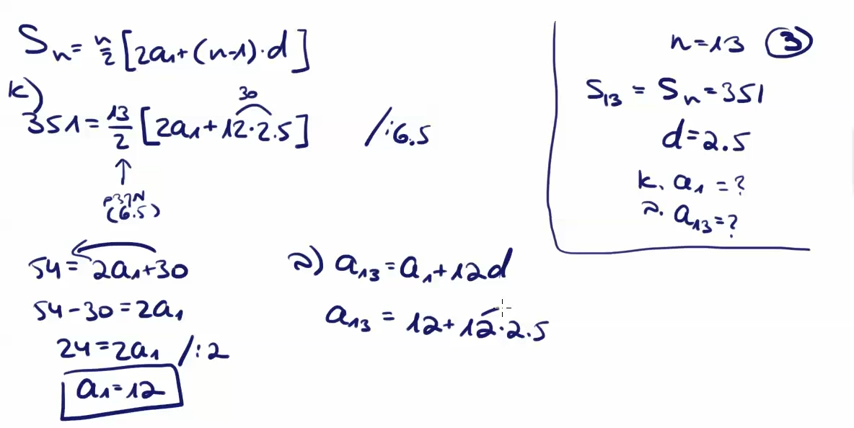 Sn = n/2 [2a₁+(n-1)·d]
א)
351 = 13/2 [2a₁+12·2.5] /:6.5
30
↑
(6.5)
54 = 2a₁+30
54-30 = 2a₁
24 = 2a₁ /:2
a₁=12
ב) a₁₃ = a₁+12d
a₁₃ = 12+12·2.5
n=13 ③
S₁₃ = Sn = 351
d=2.5
א. a₁ = ?
ב. a₁₃ = ?